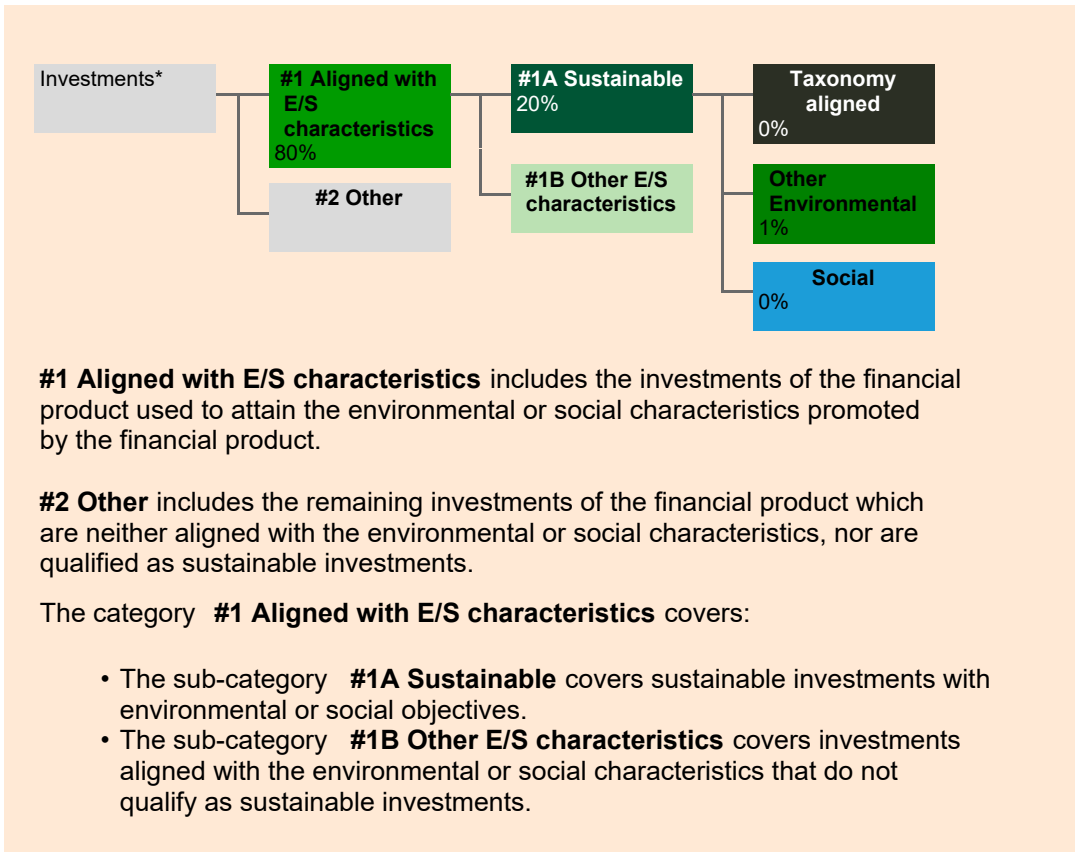 Investments*
#1 Aligned with
E/S
characteristics
80%
#2 Other
#1A Sustainable
20%
#1B Other E/S
characteristics
Taxonomy
aligned
0%
Other
Environmental
1%
Social
0%
#1 Aligned with E/S characteristics includes the investments of the financial
product used to attain the environmental or social characteristics promoted
by the financial product.
#2 Other includes the remaining investments of the financial product which
are neither aligned with the environmental or social characteristics, nor are
qualified as sustainable investments.
The category #1 Aligned with E/S characteristics covers:
• The sub-category #1A Sustainable covers sustainable investments with
environmental or social objectives.
• The sub-category #1B Other E/S characteristics covers investments
aligned with the environmental or social characteristics that do not
qualify as sustainable investments.